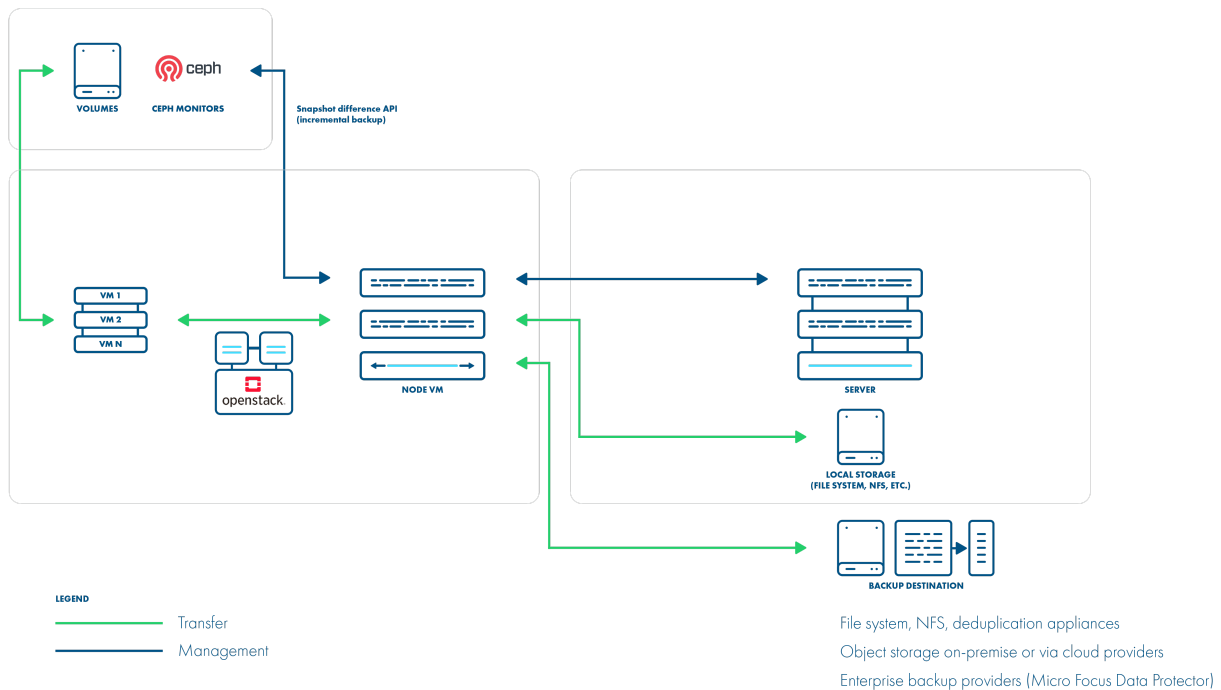 ceph
VOLUMES
CEPH MONITORS
Snapshot difference API
(incremental backup)
VM 1
VM 2
VM N
openstack.
NODE VM
SERVER
LOCAL STORAGE
(FILE SYSTEM, NFS, ETC.)
BACKUP DESTINATION
LEGEND
Transfer
Management
File system, NFS, deduplication appliances
Object storage on-premise or via cloud providers
Enterprise backup providers (Micro Focus Data Protector)